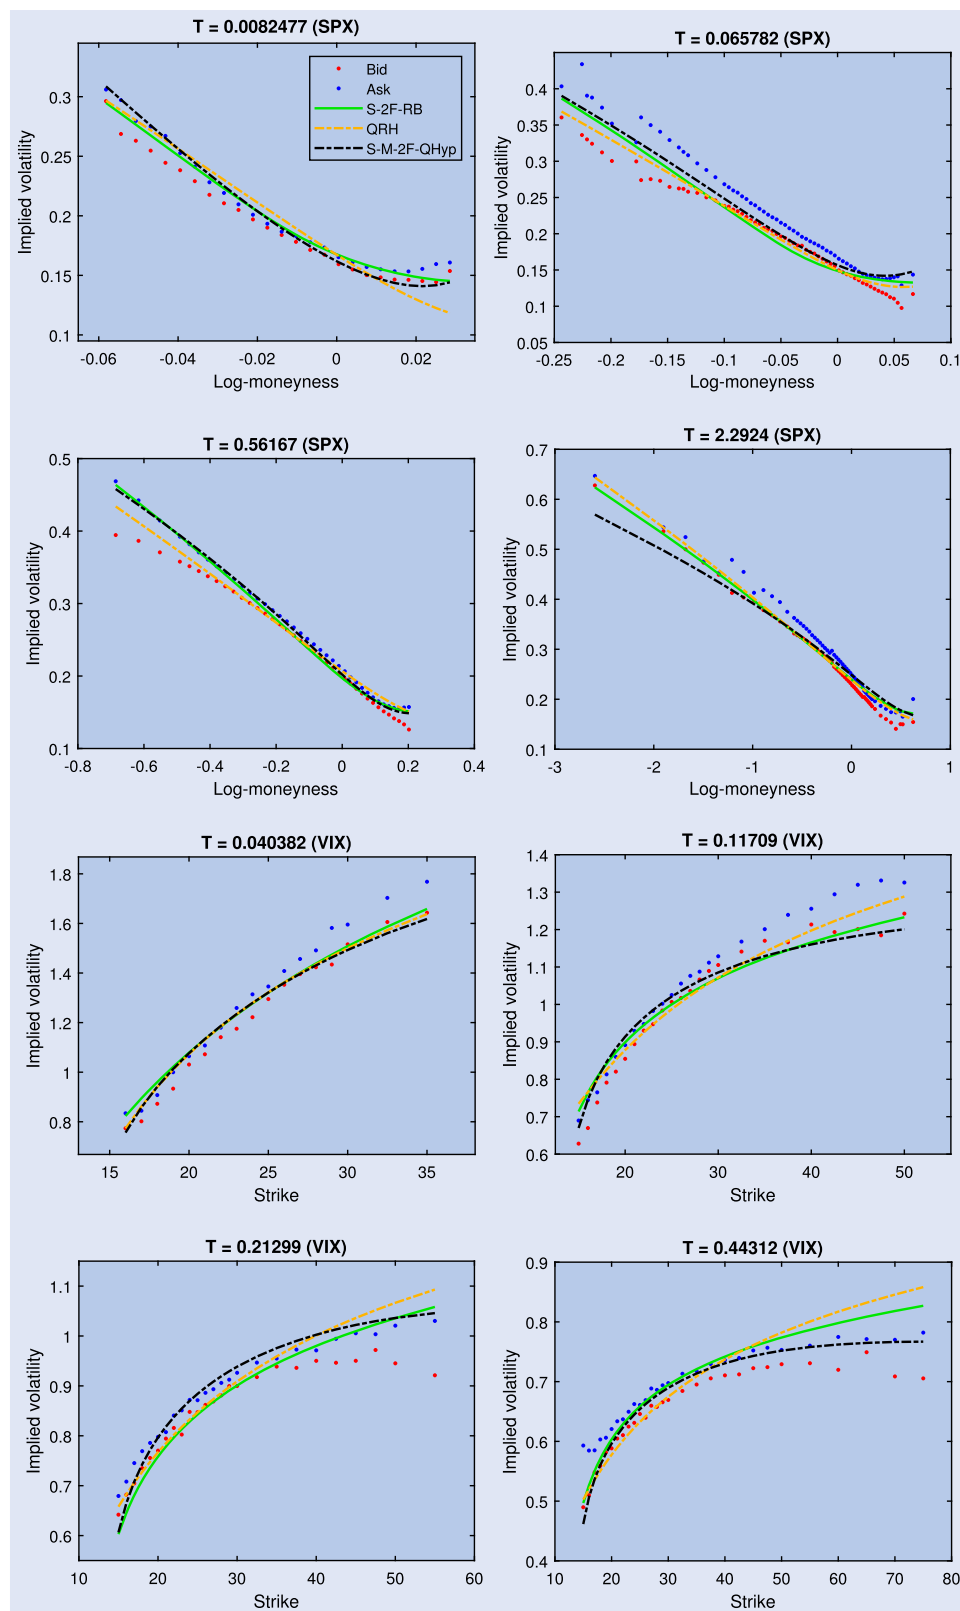 T = 0.0082477 (SPX)
Implied volatility
0.3
0.25
0.2
0.15
0.1
Bid
Ask
S-2F-RB
QRH
S-M-2F-QHyp
-0.06 -0.04 -0.02 0 0.02
Log-moneyness
T = 0.065782 (SPX)
Implied volatility
0.4
0.35
0.3
0.25
0.2
0.15
0.1
0.05
-0.25 -0.2 -0.15 -0.1 -0.05 0 0.05 0.1
Log-moneyness
T = 0.56167 (SPX)
Implied volatility
0.5
0.4
0.3
0.2
0.1
-0.8 -0.6 -0.4 -0.2 0 0.2 0.4
Log-moneyness
T = 2.2924 (SPX)
Implied volatility
0.7
0.6
0.5
0.4
0.3
0.2
0.1
-3 -2 -1 0 1
Log-moneyness
T = 0.040382 (VIX)
Implied volatility
1.8
1.6
1.4
1.2
1
0.8
15 20 25 30 35
Strike
T = 0.11709 (VIX)
Implied volatility
1.4
1.3
1.2
1.1
1
0.9
0.8
0.7
0.6
20 30 40 50
Strike
T = 0.21299 (VIX)
Implied volatility
1.1
1
0.9
0.8
0.7
0.6
10 20 30 40 50 60
Strike
T = 0.44312 (VIX)
Implied volatility
0.9
0.8
0.7
0.6
0.5
0.4
10 20 30 40 50 60 70 80
Strike